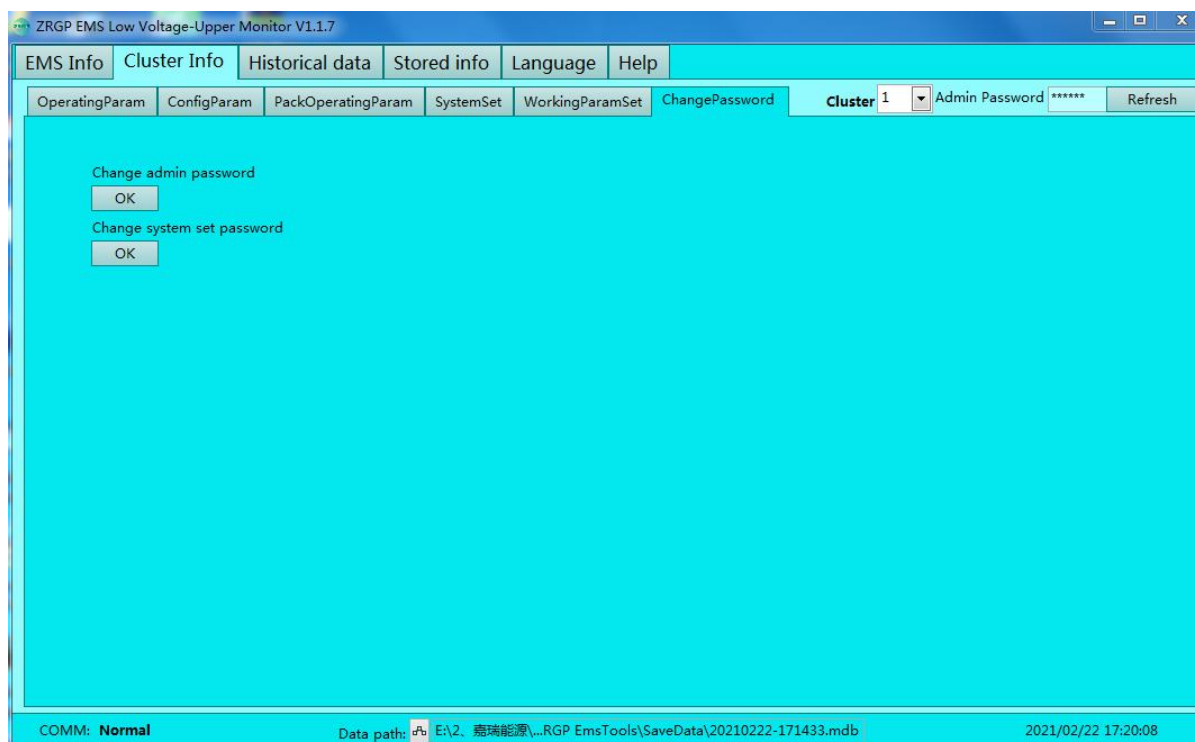 ZRGP EMS Low Voltage-Upper Monitor V1.1.7
EMS Info Cluster Info Historical data Stored info Language Help
OperatingParam ConfigParam PackOperatingParam SystemSet WorkingParamSet ChangePassword Cluster 1 Admin Password ****** Refresh
Change admin password
OK
Change system set password
OK
COMM: Normal Data path: E:\2、嘉瑞能源\...RGP EmsTools\SaveData\20210222-171433.mdb 2021/02/22 17:20:08